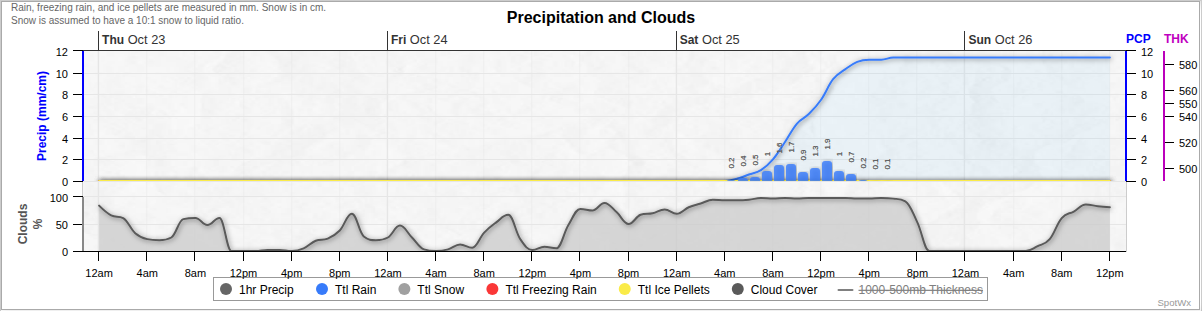 Rain, freezing rain, and ice pellets are measured in mm. Snow is in cm.
Snow is assumed to have a 10:1 snow to liquid ratio.
Precipitation and Clouds
Thu Oct 23 Fri Oct 24 Sat Oct 25 Sun Oct 26 PCP THK
12 12
580
10 10
560
8 8
550
6 6 540
4 4
520
2 2
500
0 0
Precip (mm/cm)
0.2 0.4 0.5 1 1.6 1.7 0.9 1.3 1.9 1 0.7 0.2 0.1 0.1
100
50
0
Clouds
%
12am 4am 8am 12pm 4pm 8pm 12am 4am 8am 12pm 4pm 8pm 12am 4am 8am 12pm 4pm 8pm 12am 4am 8am 12pm
1hr Precip Ttl Rain Ttl Snow Ttl Freezing Rain Ttl Ice Pellets Cloud Cover 1000-500mb Thickness
SpotWx